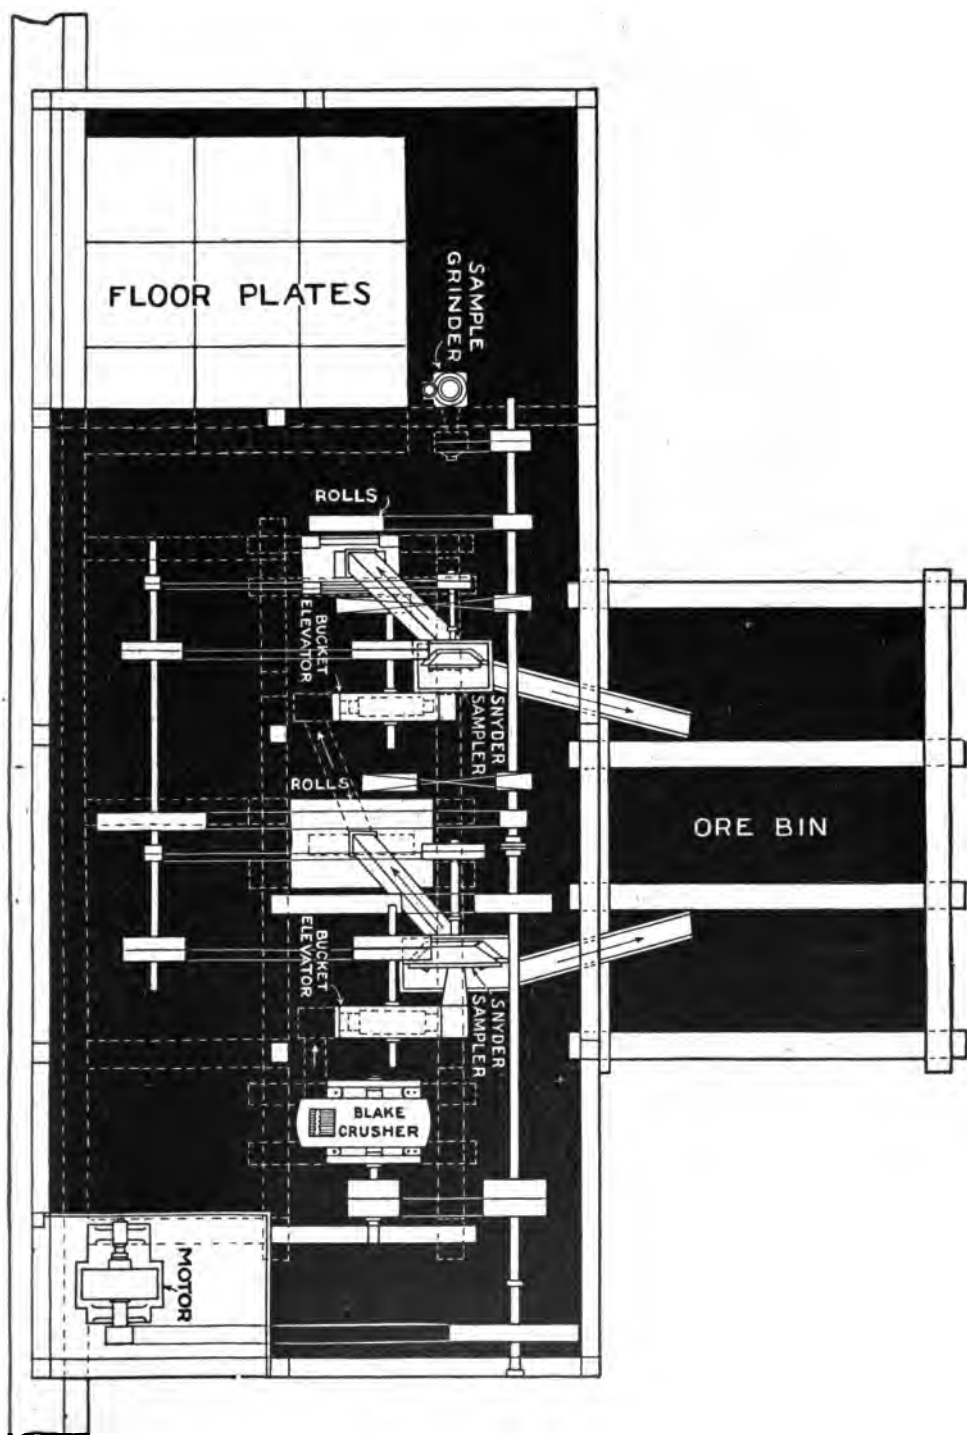 FLOOR PLATES
SAMPLE
GRINDER
ROLLS
BUCKET
ELEVATOR
SNYDER
SAMPLER
ROLLS
ORE BIN
BUCKET
ELEVATOR
SNYDER
SAMPLER
BLAKE
CRUSHER
MOTOR